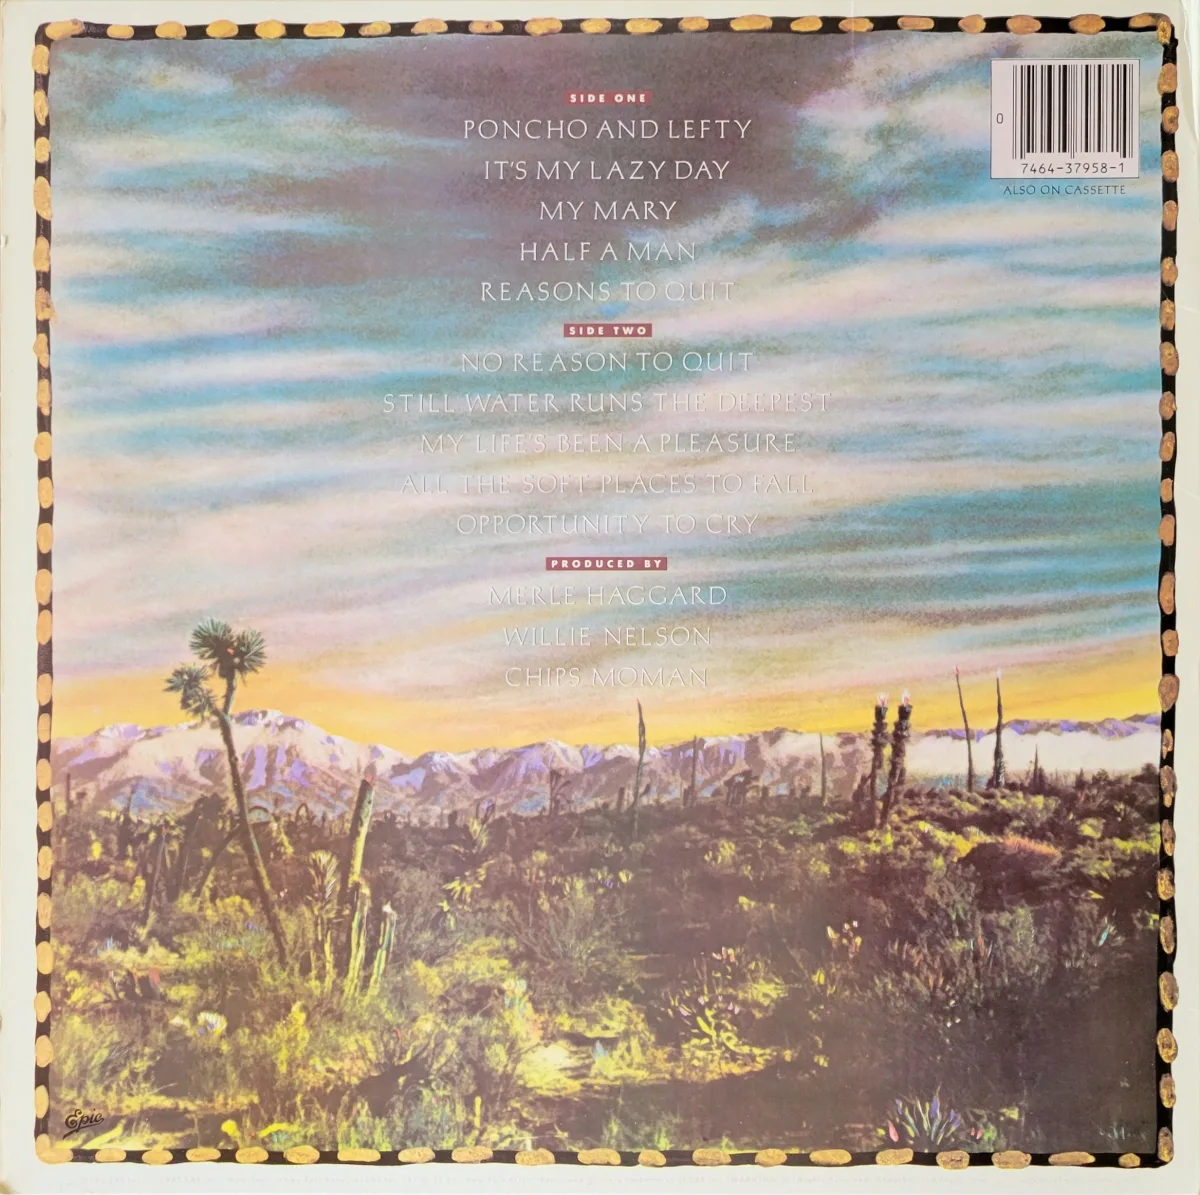 SIDE ONE
PONCHO AND LEFTY
IT'S MY LAZY DAY
MY MARY
HALF A MAN
REASONS TO QUIT
SIDE TWO
NO REASON TO QUIT
STILL WATER RUNS THE DEEPEST
MY LIFE'S BEEN A PLEASURE
ALL THE SOFT PLACES TO FALL
OPPORTUNITY TO CRY
PRODUCED BY
MERLE HAGGARD
WILLIE NELSON
CHIPS MOMAN
0
7464-37958-1
ALSO ON CASSETTE
Epic